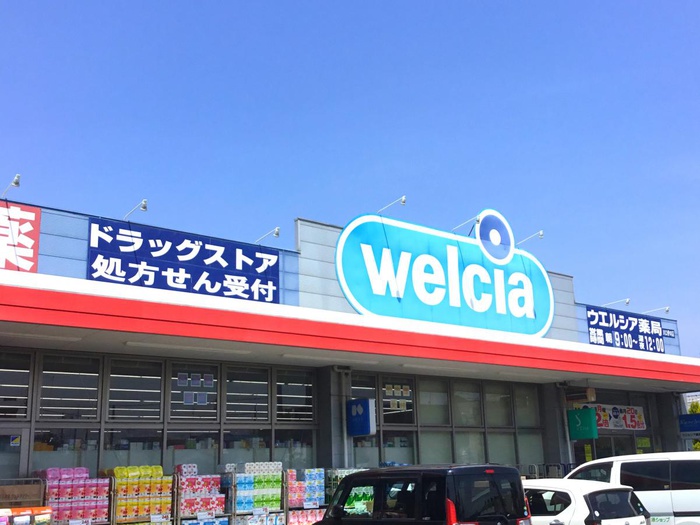 薬
ドラッグストア
処方せん受付
welcia
ウエルシア薬局
9:00~ 12:00